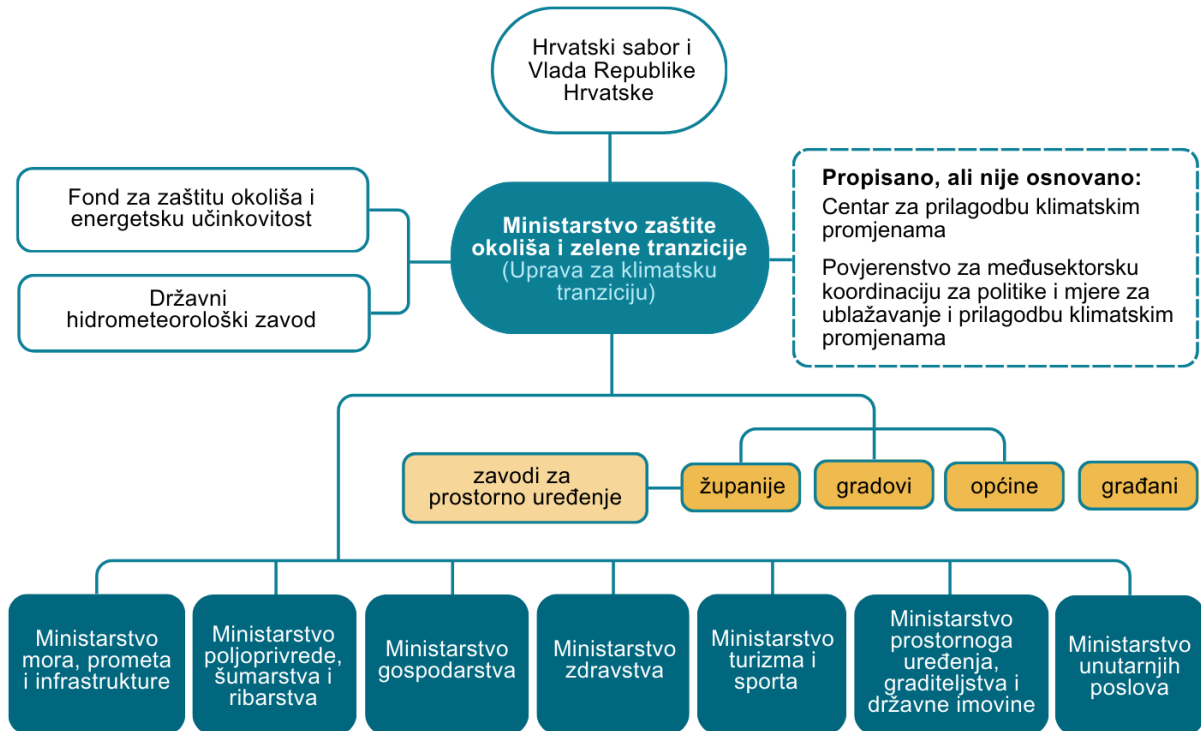 Hrvatski sabor i
Vlada Republike
Hrvatske
Fond za zaštitu okoliša i
energetsku učinkovitost
Državni
hidrometeorološki zavod
Ministarstvo zaštite
okoliša i zelene tranzicije
(Uprava za klimatsku
tranziciju)
Propisano, ali nije osnovano:
Centar za prilagodbu klimatskim
promjenama
Povjerenstvo za međusektorsku
koordinaciju za politike i mjere za
ublažavanje i prilagodbu klimatskim
promjenama
zavodi za
prostorno uređenje
županije
gradovi
općine
građani
Ministarstvo
mora, prometa
i infrastrukture
Ministarstvo
poljoprivrede,
šumarstva i
ribarstva
Ministarstvo
gospodarstva
Ministarstvo
zdravstva
Ministarstvo
turizma i
sporta
Ministarstvo
prostornoga
uređenja,
graditeljstva i
državne imovine
Ministarstvo
unutarnjih
poslova